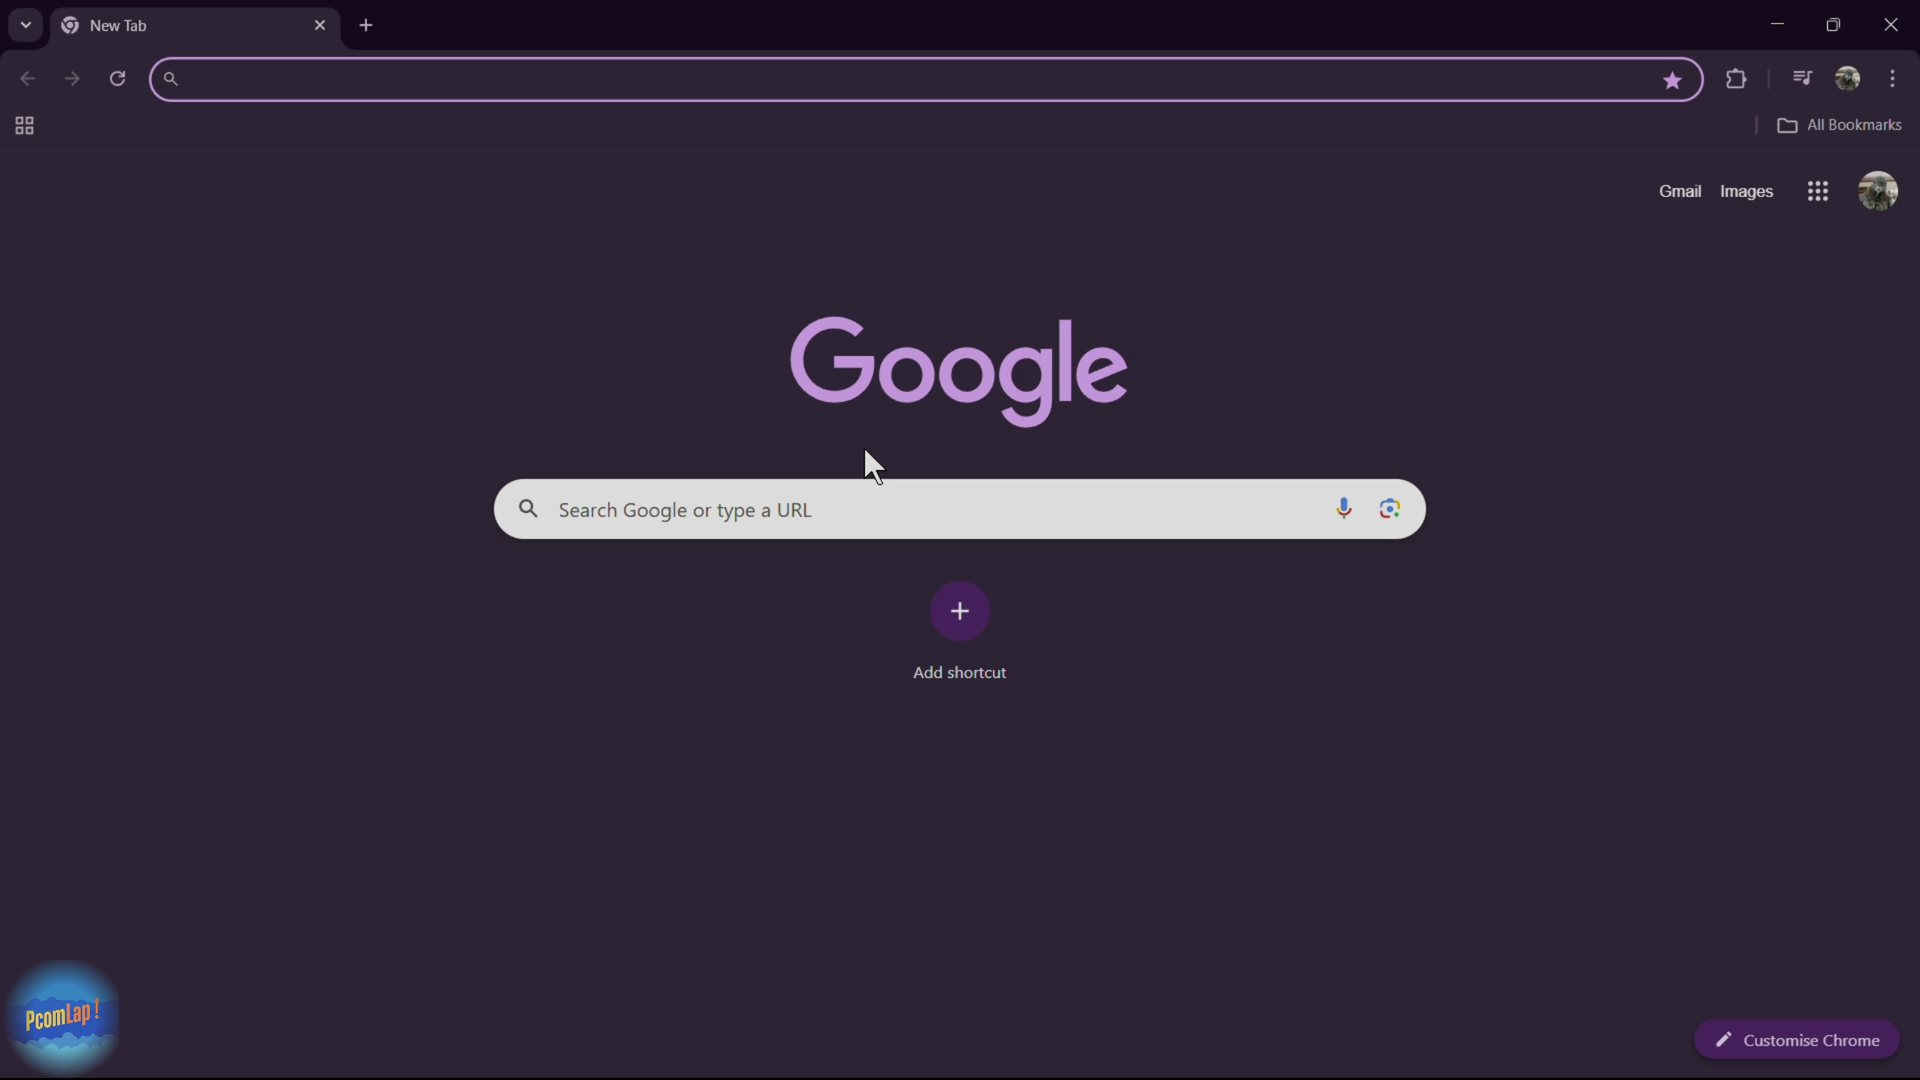 New Tab
All Bookmarks
Gmail Images
Google
Search Google or type a URL
Add shortcut
PcomLap!
Customise Chrome